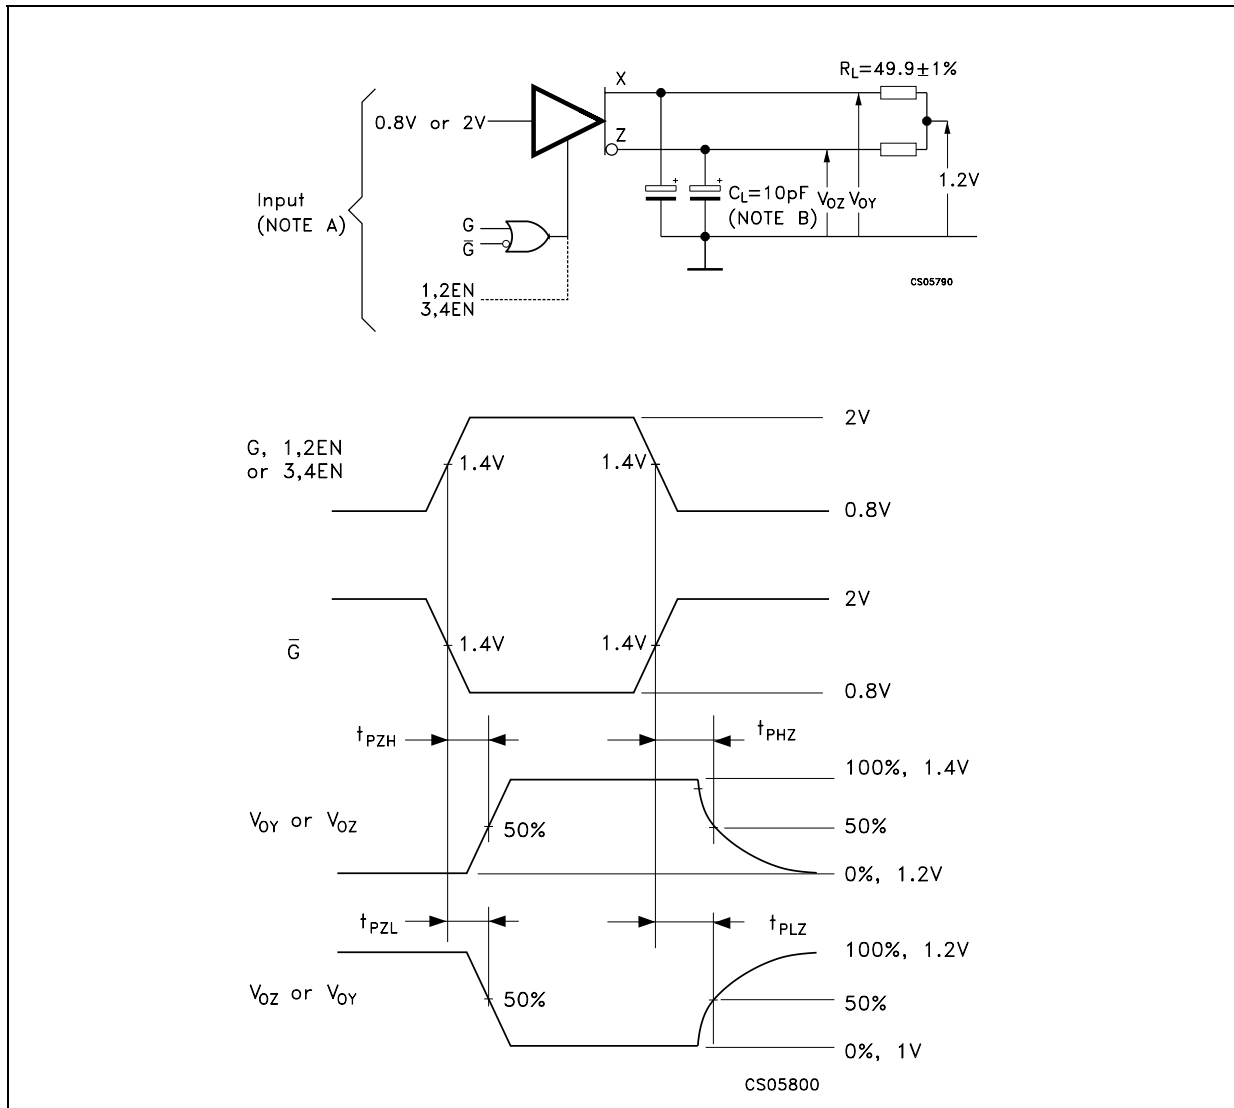 X
R_L=49.9±1%
0.8V or 2V
Z
1.2V
Input
(NOTE A)
C_L=10pF
(NOTE B)
V_OZ V_OY
G
G̅
1,2EN
3,4EN
CS05790
2V
G, 1,2EN
or 3,4EN
1.4V 1.4V
0.8V
2V
G̅
1.4V 1.4V
0.8V
t_PZH t_PHZ
100%, 1.4V
V_OY or V_OZ
50% 50%
0%, 1.2V
t_PZL t_PLZ
100%, 1.2V
V_OZ or V_OY
50% 50%
0%, 1V
CS05800